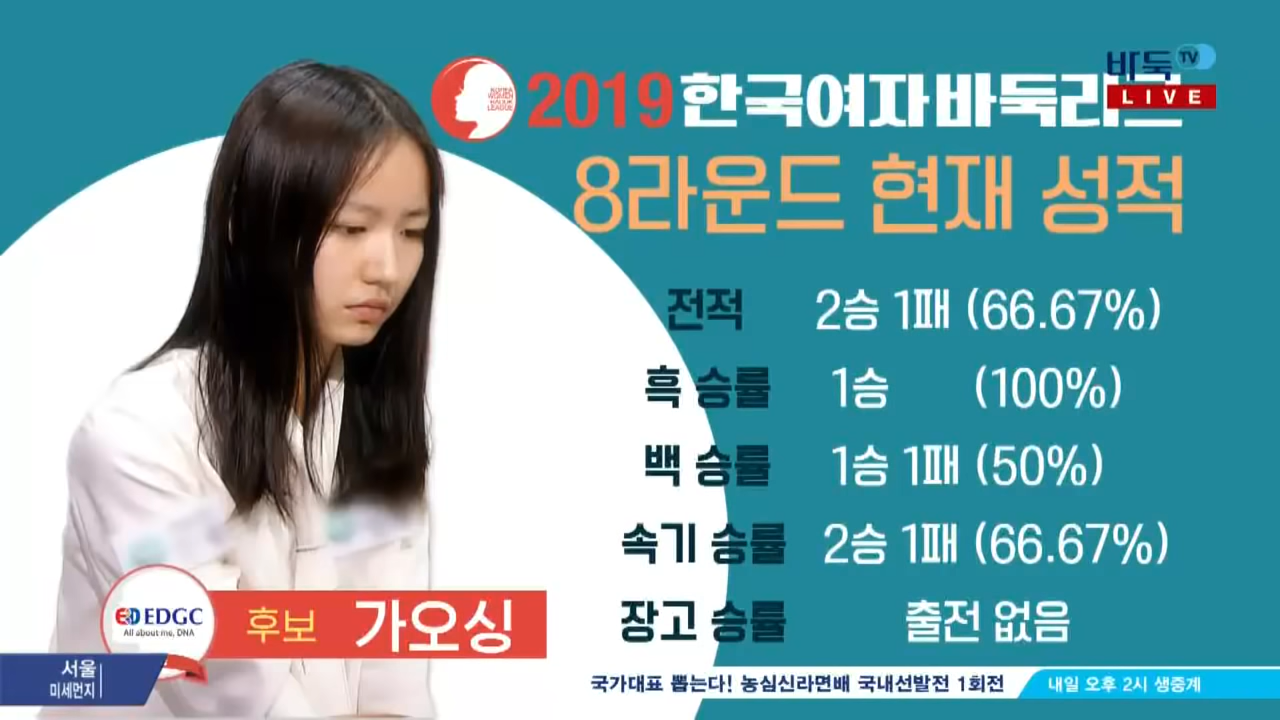 바둑 TV
LIVE
KOREA WOMEN BADUK LEAGUE
2019 한국여자바둑리그
8라운드 현재 성적
전적 2승 1패 (66.67%)
흑 승률 1승 (100%)
백 승률 1승 1패 (50%)
속기 승률 2승 1패 (66.67%)
장고 승률 출전 없음
EDGC
All about me, DNA
후보 가오싱
서울
미세먼지
국가대표 뽑는다! 농심신라면배 국내선발전 1회전
내일 오후 2시 생중계